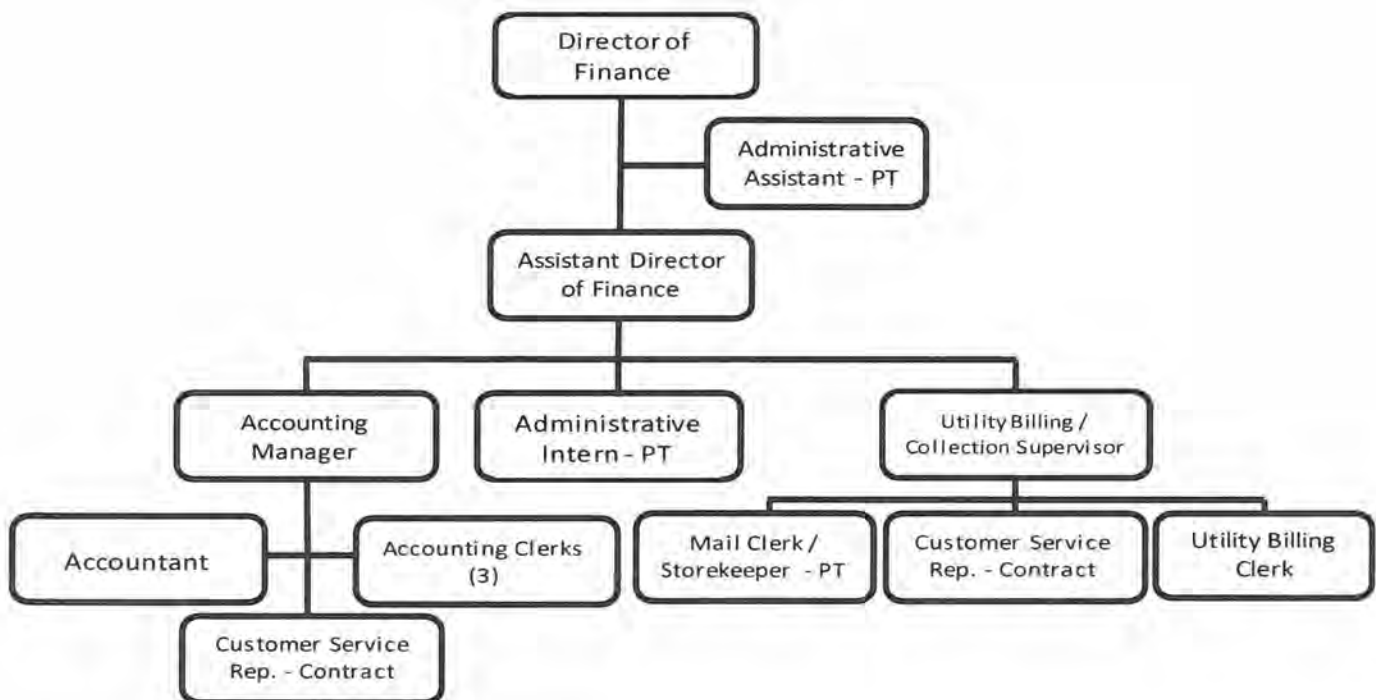 Director of
Finance
Administrative
Assistant - PT
Assistant Director
of Finance
Accounting
Manager
Administrative
Intern - PT
Utility Billing /
Collection Supervisor
Accountant
Accounting Clerks
(3)
Mail Clerk /
Storekeeper - PT
Customer Service
Rep. - Contract
Utility Billing
Clerk
Customer Service
Rep. - Contract